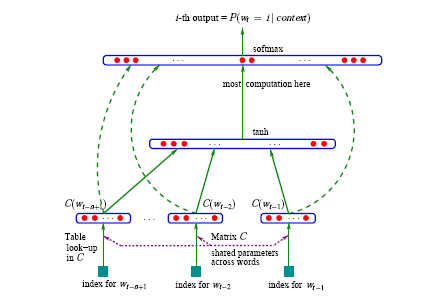 i-th output = P(w_t = i | context)
softmax
. . . . . .
most computation here
tanh
. . . . . .
C(w_{t−n+1}) C(w_{t−2}) C(w_{t−1})
. . . . . . . . . . . .
Table look–up in C
Matrix C
shared parameters
across words
index for w_{t−n+1} index for w_{t−2} index for w_{t−1}